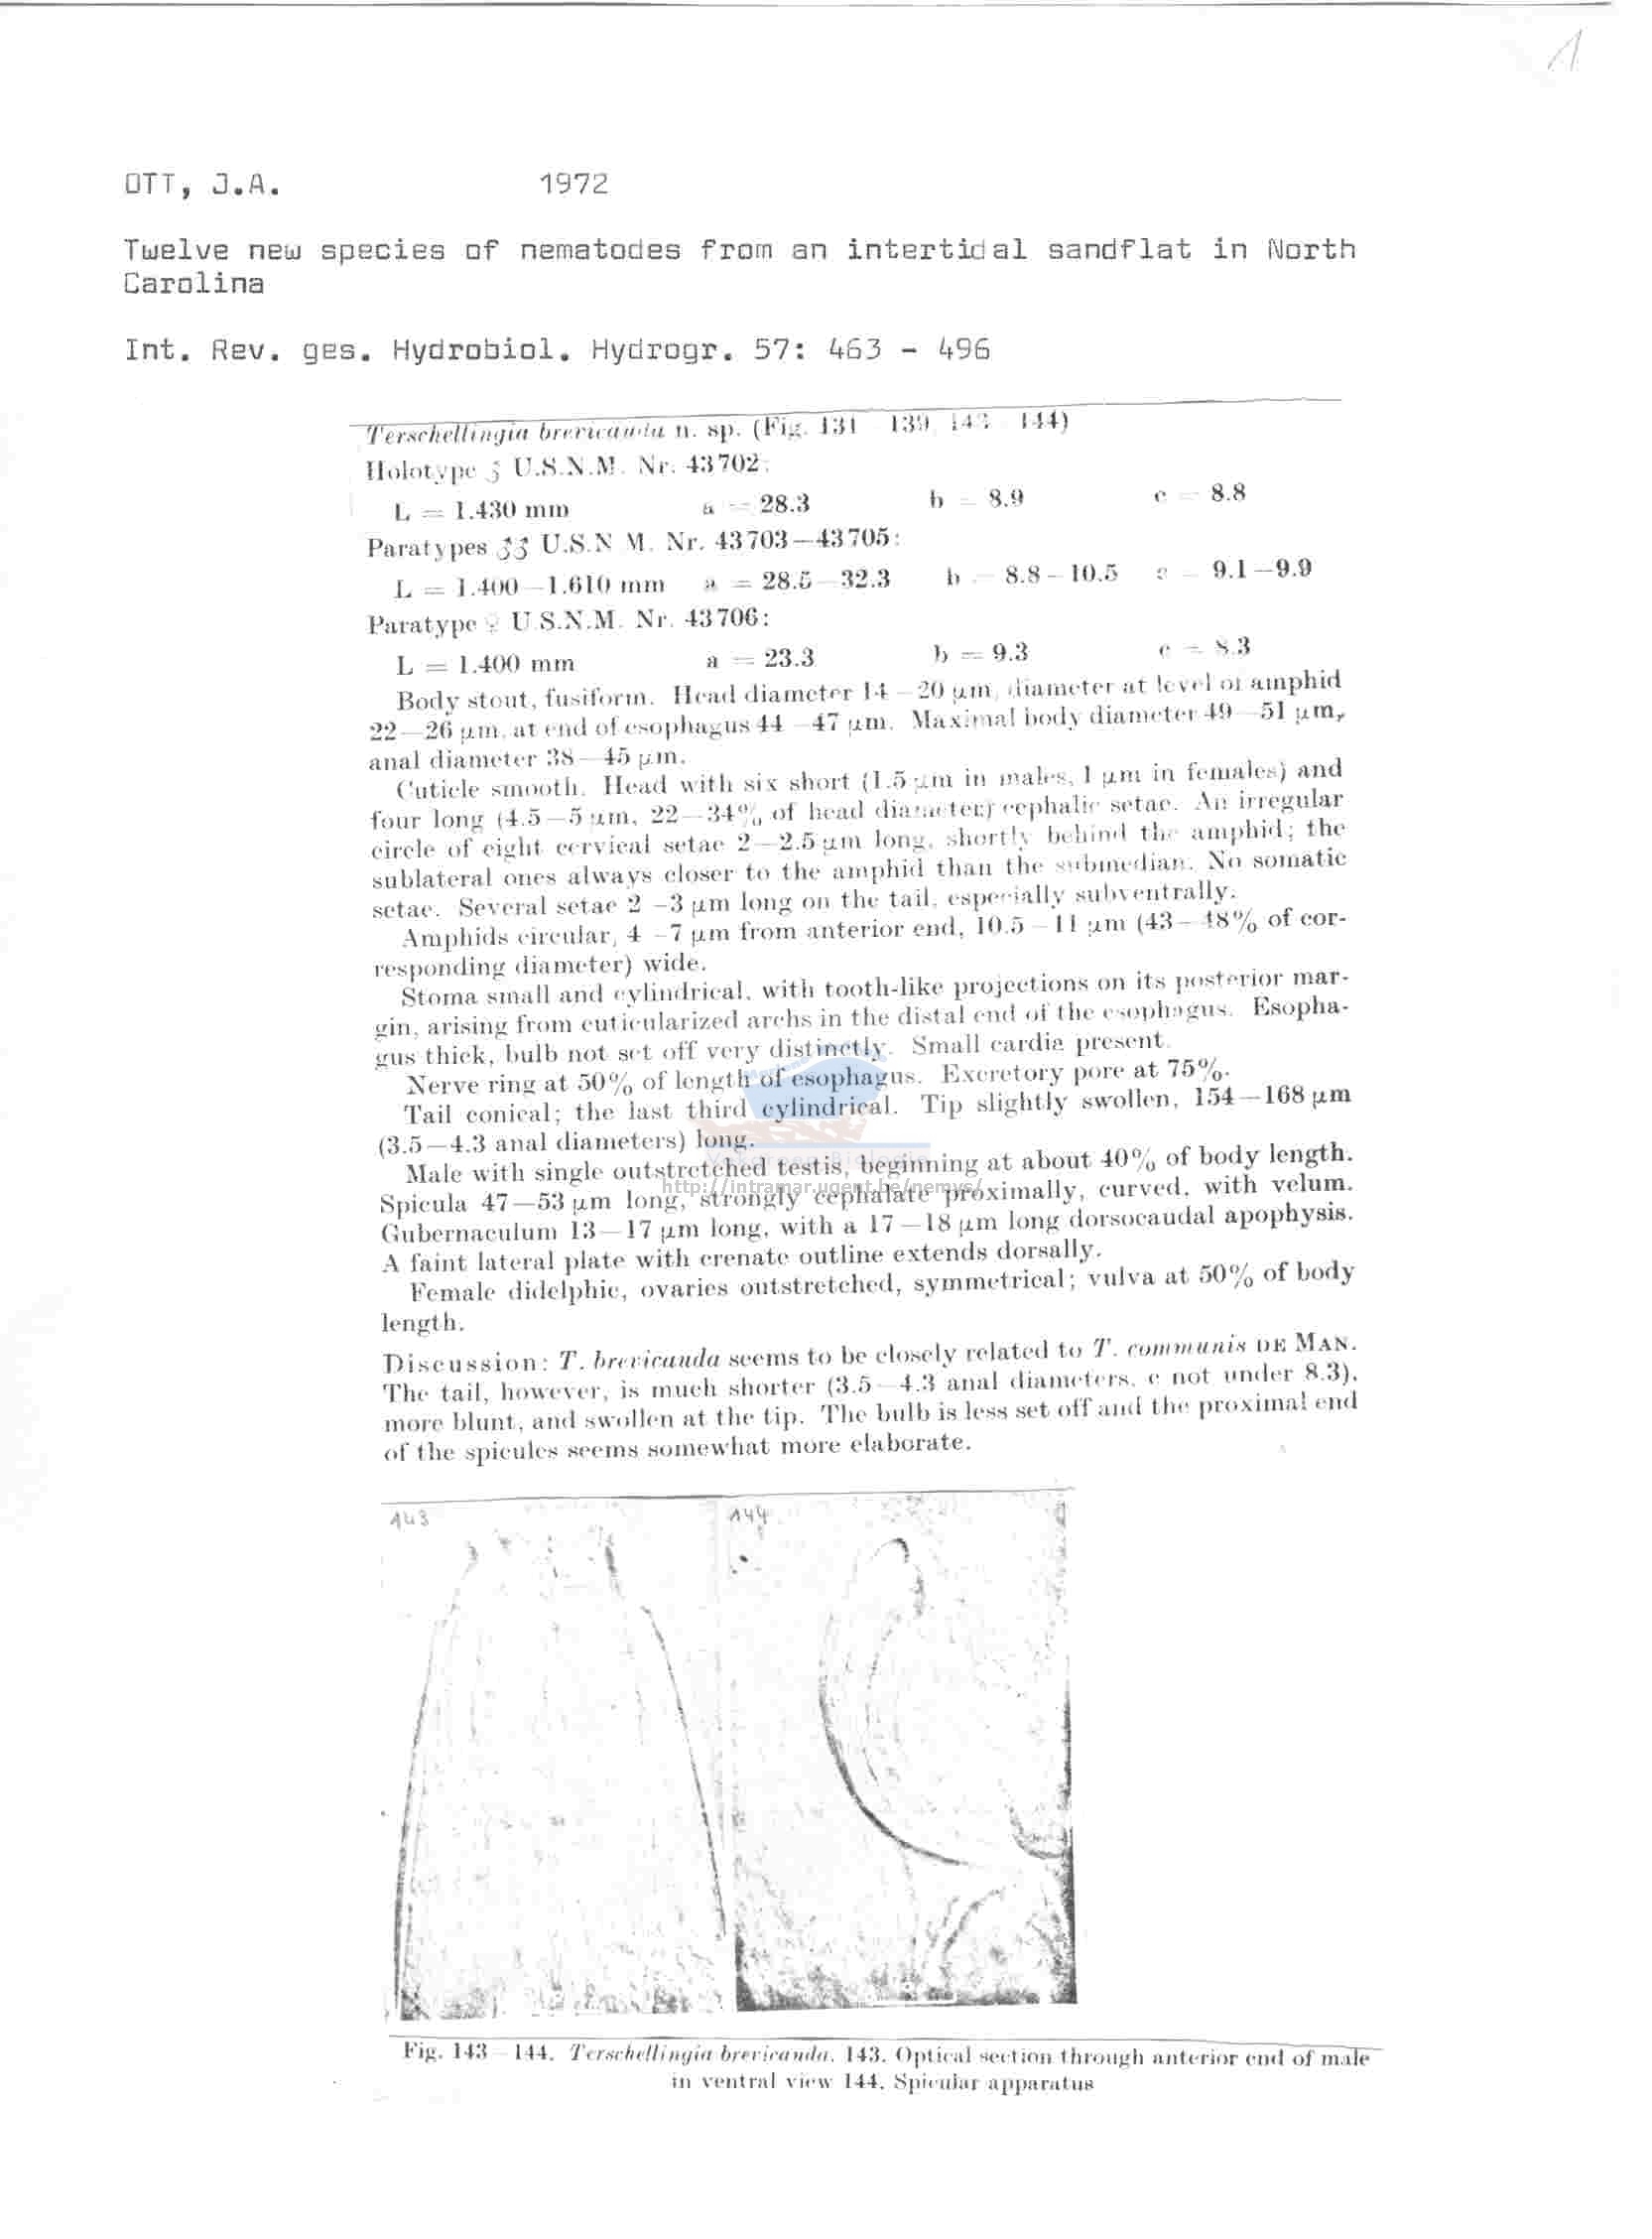 1
OTT, J.A. 1972
Twelve new species of nematodes from an intertidal sandflat in North
Carolina
Int. Rev. ges. Hydrobiol. Hydrogr. 57: 463 - 496
Terschellingia brevicauda n. sp. (Fig. 131 139, 143 144)
Holotype ♂ U.S.N.M. Nr. 43702:
L = 1.430 mm a = 28.3 b = 8.9 c = 8.8
Paratypes ♂♂ U.S.N M. Nr. 43703—43705:
L = 1.400—1.610 mm a = 28.5—32.3 b = 8.8—10.5 c = 9.1—9.9
Paratype ♀ U.S.N.M. Nr. 43706:
L = 1.400 mm a = 23.3 b = 9.3 c = 8.3
Body stout, fusiform. Head diameter 14—20 µm, diameter at level of amphid
22—26 µm, at end of esophagus 44—47 µm. Maximal body diameter 49—51 µm,
anal diameter 38—45 µm.
Cuticle smooth. Head with six short (1.5 µm in males, 1 µm in females) and
four long (4.5—5 µm, 22—34% of head diameter) cephalic setae. An irregular
circle of eight cervical setae 2—2.5 µm long, shortly behind the amphid; the
sublateral ones always closer to the amphid than the submedian. No somatic
setae. Several setae 2—3 µm long on the tail, especially subventrally.
Amphids circular, 4—7 µm from anterior end, 10.5—11 µm (43—48% of cor-
responding diameter) wide.
Stoma small and cylindrical, with tooth-like projections on its posterior mar-
gin, arising from cuticularized archs in the distal end of the esophagus. Esopha-
gus thick, bulb not set off very distinctly. Small cardia present.
Nerve ring at 50% of length of esophagus. Excretory pore at 75%.
Tail conical; the last third cylindrical. Tip slightly swollen, 154—168 µm
(3.5—4.3 anal diameters) long.
Male with single outstretched testis, beginning at about 40% of body length.
http://intramar.ugent.be/nemys/
Spicula 47—53 µm long, strongly cephalate proximally, curved, with velum.
Gubernaculum 13—17 µm long, with a 17—18 µm long dorsocaudal apophysis.
A faint lateral plate with crenate outline extends dorsally.
Female didelphic, ovaries outstretched, symmetrical; vulva at 50% of body
length.
Discussion: T. brevicauda seems to be closely related to T. communis DE MAN.
The tail, however, is much shorter (3.5—4.3 anal diameters, c not under 8.3),
more blunt, and swollen at the tip. The bulb is less set off and the proximal end
of the spicules seems somewhat more elaborate.
143 144
Fig. 143—144. Terschellingia brevicauda. 143. Optical section through anterior end of male
in ventral view 144. Spicular apparatus